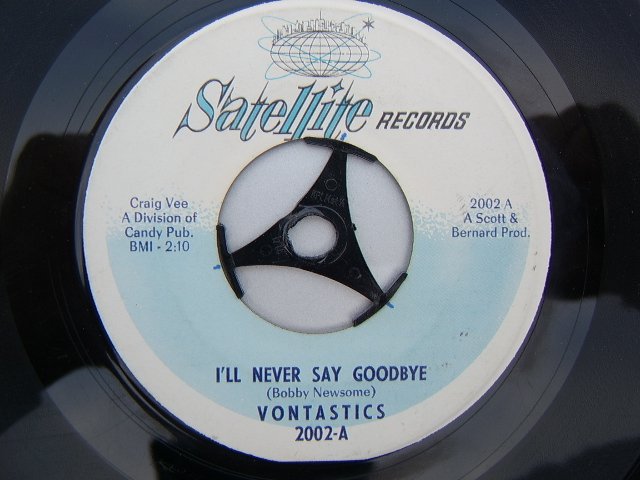 Satellite RECORDS
Craig Vee
A Division of
Candy Pub.
BMI - 2:10
2002 A
A Scott &
Bernard Prod.
I'LL NEVER SAY GOODBYE
(Bobby Newsome)
VONTASTICS
2002-A